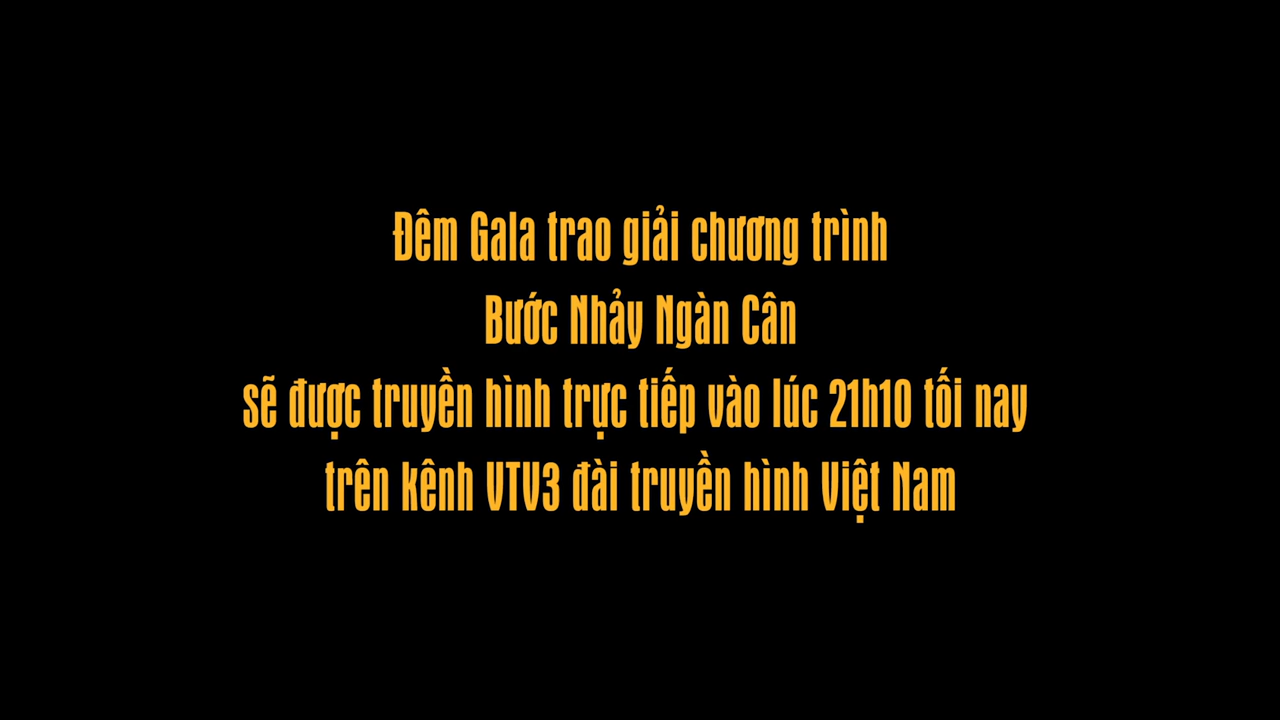 Đêm Gala trao giải chương trình
Bước Nhảy Ngàn Cân
sẽ được truyền hình trực tiếp vào lúc 21h10 tối nay
trên kênh VTV3 đài truyền hình Việt Nam